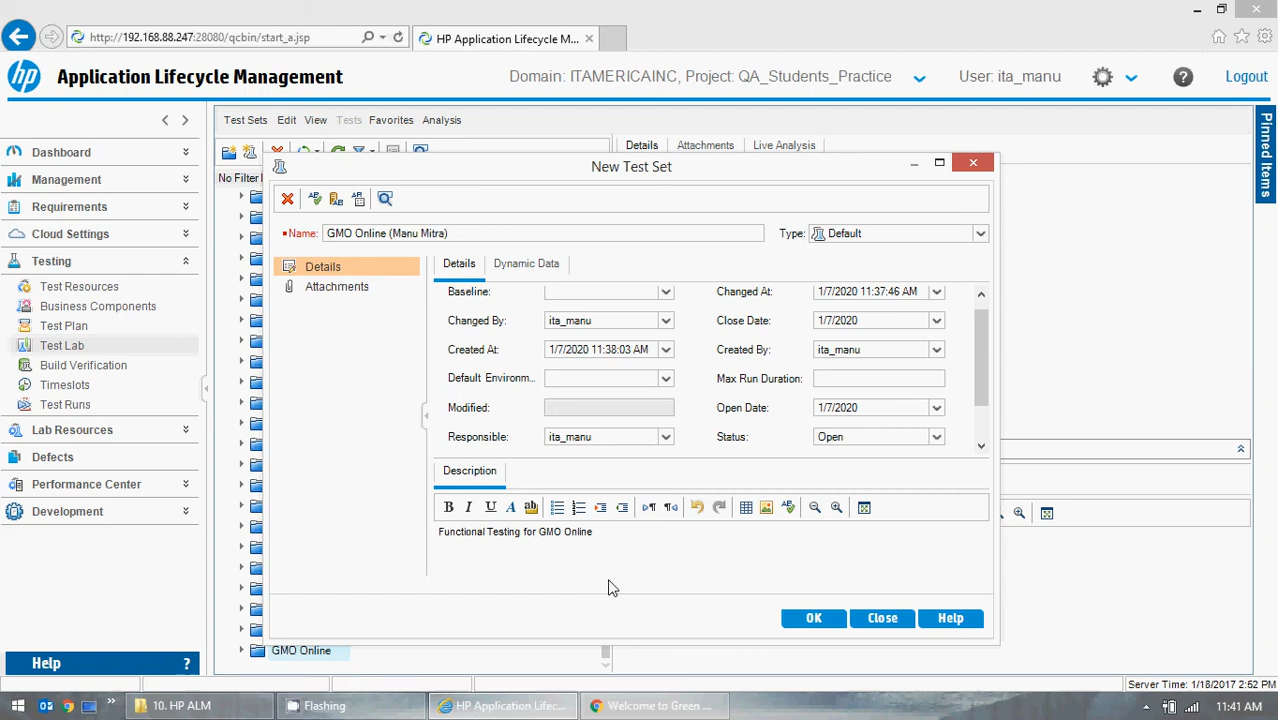 http://192.168.88.247:28080/qcbin/start_a.jsp
HP Application Lifecycle M...
hp
Application Lifecycle Management
Domain: ITAMERICAINC, Project: QA_Students_Practice
User: ita_manu
Logout
Test Sets Edit View Tests Favorites Analysis
Details Attachments Live Analysis
Pinned Items
Dashboard
Management
Requirements
Cloud Settings
Testing
Test Resources
Business Components
Test Plan
Test Lab
Build Verification
Timeslots
Test Runs
Lab Resources
Defects
Performance Center
Development
Help ?
No Filter
New Test Set
Name: GMO Online (Manu Mitra)
Type: Default
Details
Attachments
Details Dynamic Data
Baseline:
Changed At: 1/7/2020 11:37:46 AM
Changed By: ita_manu
Close Date: 1/7/2020
Created At: 1/7/2020 11:38:03 AM
Created By: ita_manu
Default Environm...
Max Run Duration:
Modified:
Open Date: 1/7/2020
Responsible: ita_manu
Status: Open
Description
B I U A ab
Functional Testing for GMO Online
OK Close Help
GMO Online
Server Time: 1/18/2017 2:52 PM
10. HP ALM
Flashing
HP Application Lifec...
Welcome to Green ...
11:41 AM